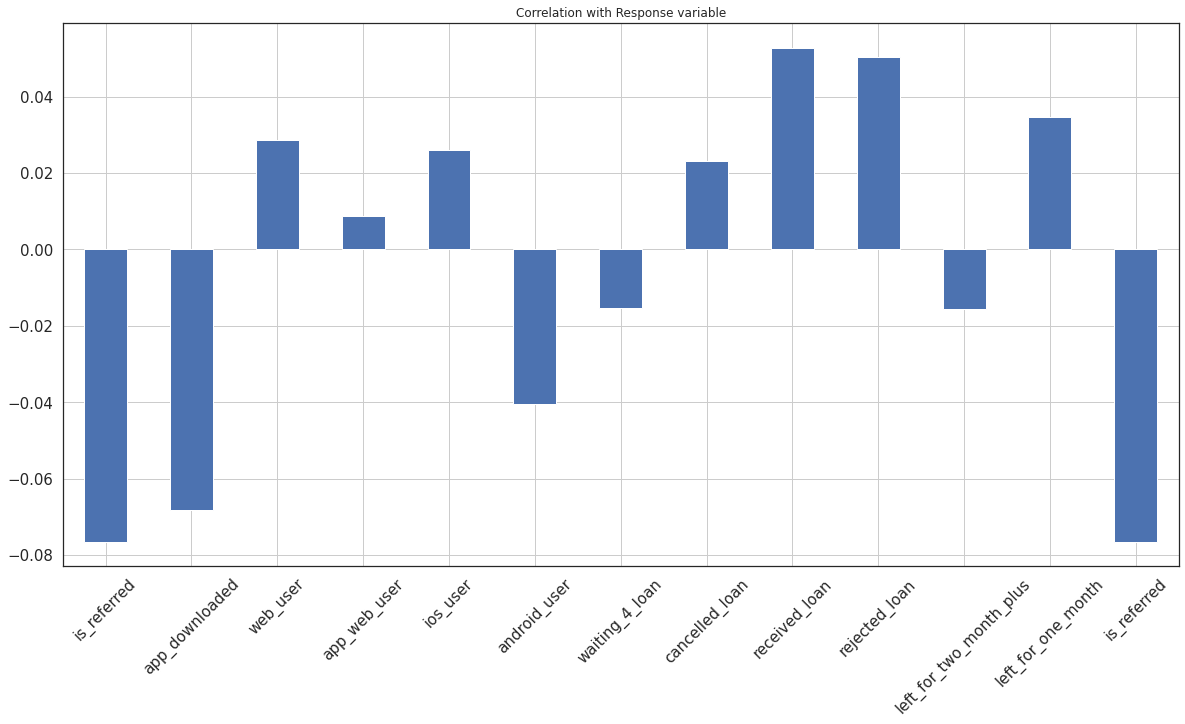 Correlation with Response variable
0.04
0.02
0.00
−0.02
−0.04
−0.06
−0.08
is_referred
app_downloaded
web_user
app_web_user
ios_user
android_user
waiting_4_loan
cancelled_loan
received_loan
rejected_loan
left_for_two_month_plus
left_for_one_month
is_referred